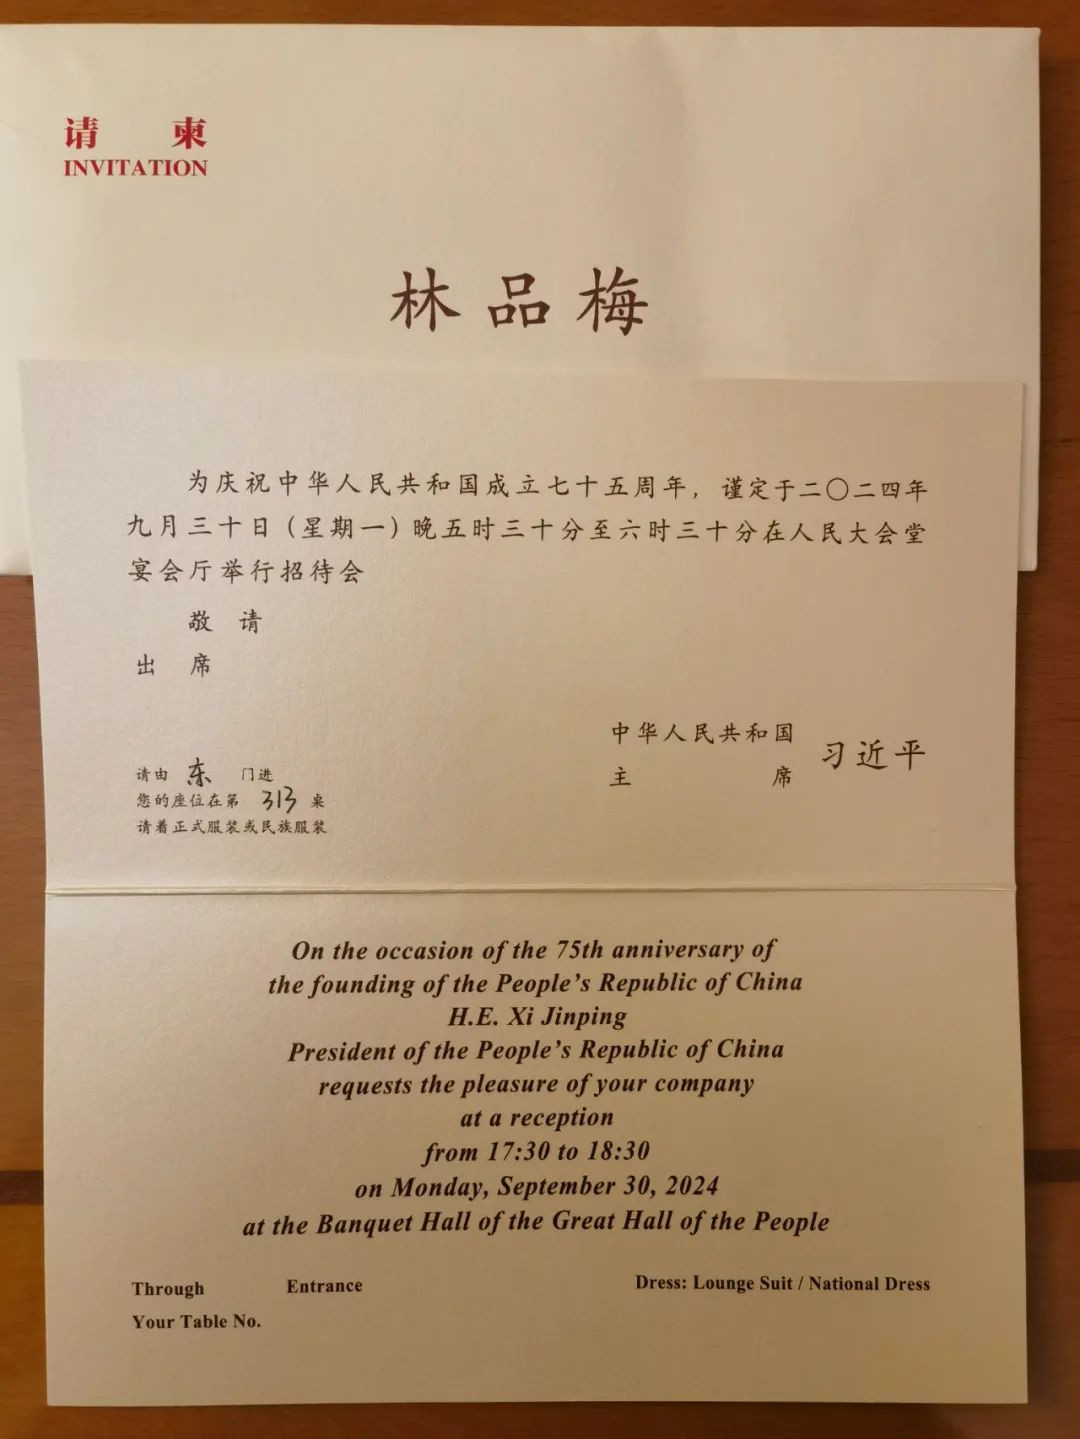 请 柬
INVITATION
林品梅
为庆祝中华人民共和国成立七十五周年，谨定于二〇二四年
九月三十日（星期一）晚五时三十分至六时三十分在人民大会堂
宴会厅举行招待会
敬 请
出 席
中华人民共和国
主 席 习近平
请由 东 门进
您的座位在第 313 桌
请着正式服装或民族服装
On the occasion of the 75th anniversary of
the founding of the People's Republic of China
H.E. Xi Jinping
President of the People's Republic of China
requests the pleasure of your company
at a reception
from 17:30 to 18:30
on Monday, September 30, 2024
at the Banquet Hall of the Great Hall of the People
Through Entrance
Your Table No.
Dress: Lounge Suit / National Dress